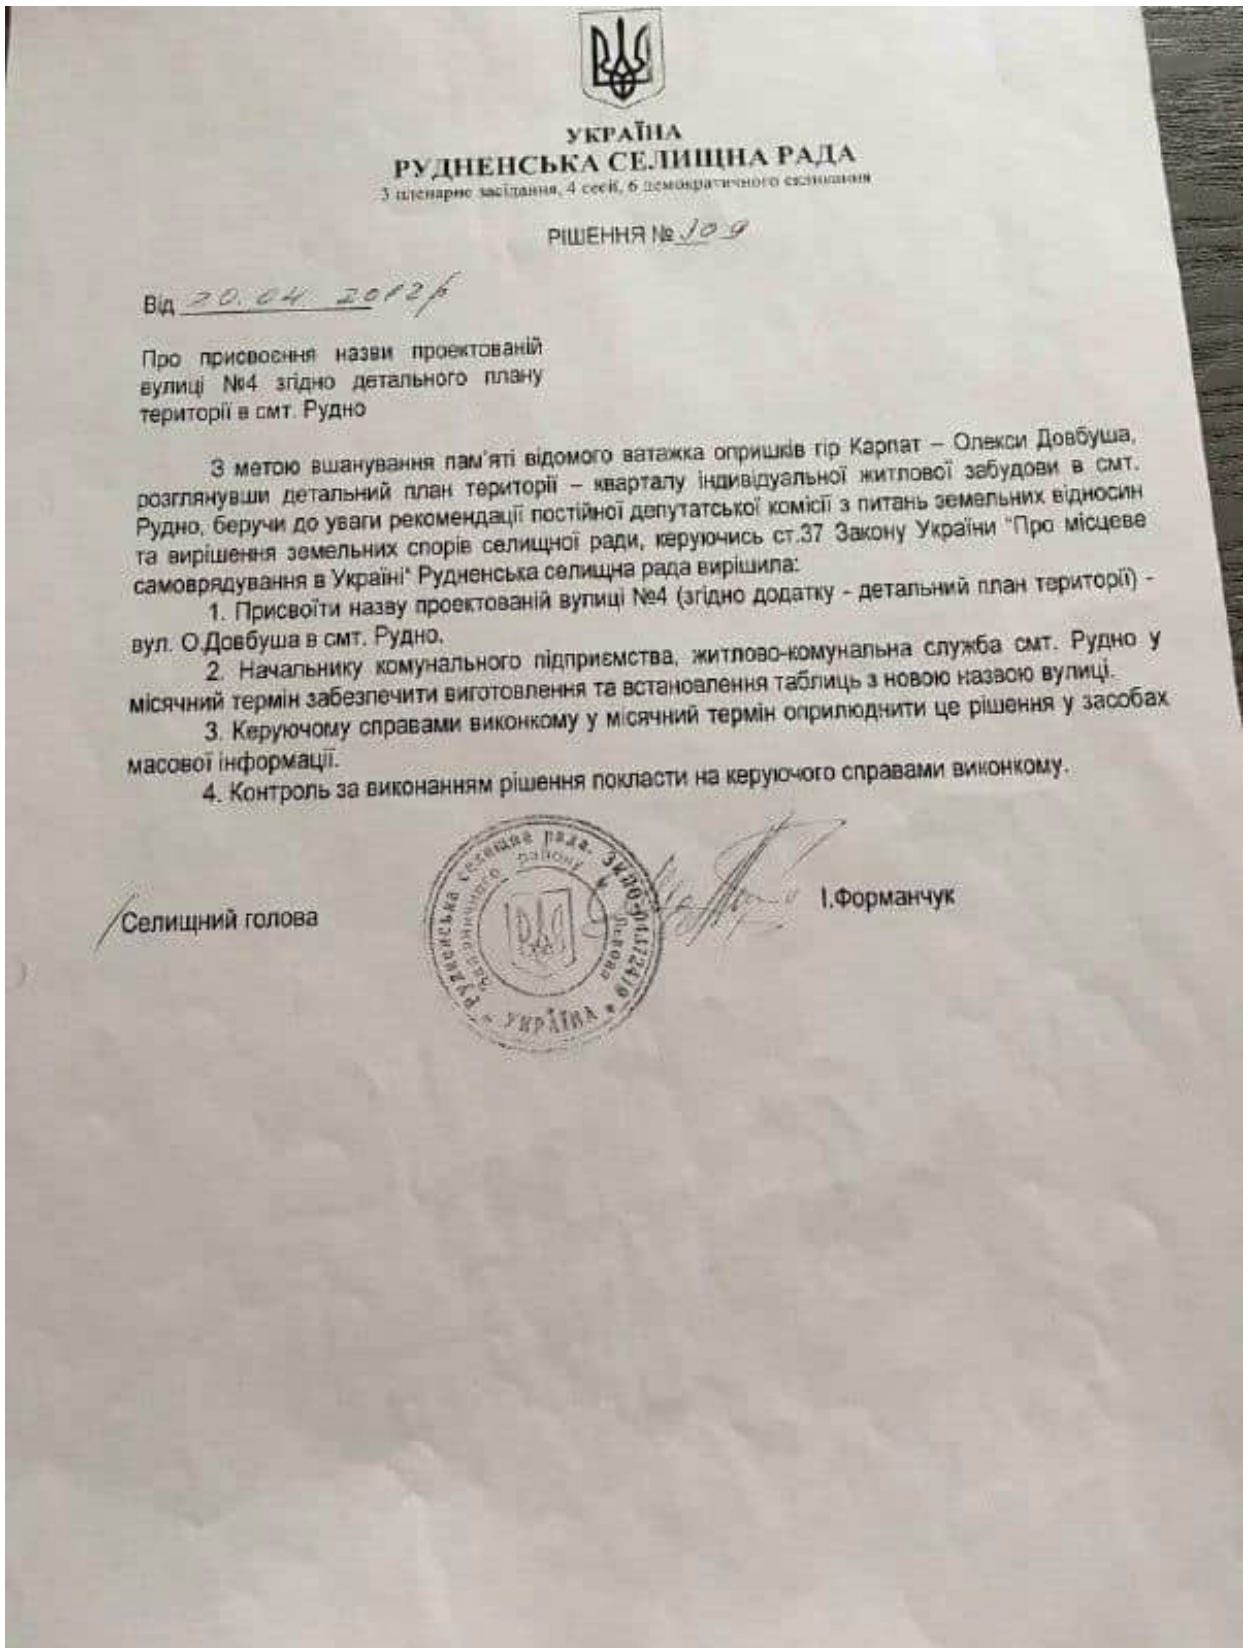 УКРАЇНА
РУДНЕНСЬКА СЕЛИЩНА РАДА
3 пленарне засідання, 4 сесії, 6 демократичного скликання
РІШЕННЯ № 109
Від 20.04 2012р
Про присвоєння назви проектованій
вулиці №4 згідно детального плану
території в смт. Рудно
З метою вшанування пам'яті відомого ватажка опришків гір Карпат – Олекси Довбуша,
розглянувши детальний план території – кварталу індивідуальної житлової забудови в смт.
Рудно, беручи до уваги рекомендації постійної депутатської комісії з питань земельних відносин
та вирішення земельних спорів селищної ради, керуючись ст.37 Закону України "Про місцеве
самоврядування в Україні" Рудненська селищна рада вирішила:
1. Присвоїти назву проектованій вулиці №4 (згідно додатку - детальний план території) -
вул. О.Довбуша в смт. Рудно.
2. Начальнику комунального підприємства, житлово-комунальна служба смт. Рудно у
місячний термін забезпечити виготовлення та встановлення таблиць з новою назвою вулиці.
3. Керуючому справами виконкому у місячний термін оприлюднити це рішення у засобах
масової інформації.
4. Контроль за виконанням рішення покласти на керуючого справами виконкому.
Селищний голова
І.Форманчук
Рудненська селищна рада
Залізничного району м. Львова
УКРАЇНА